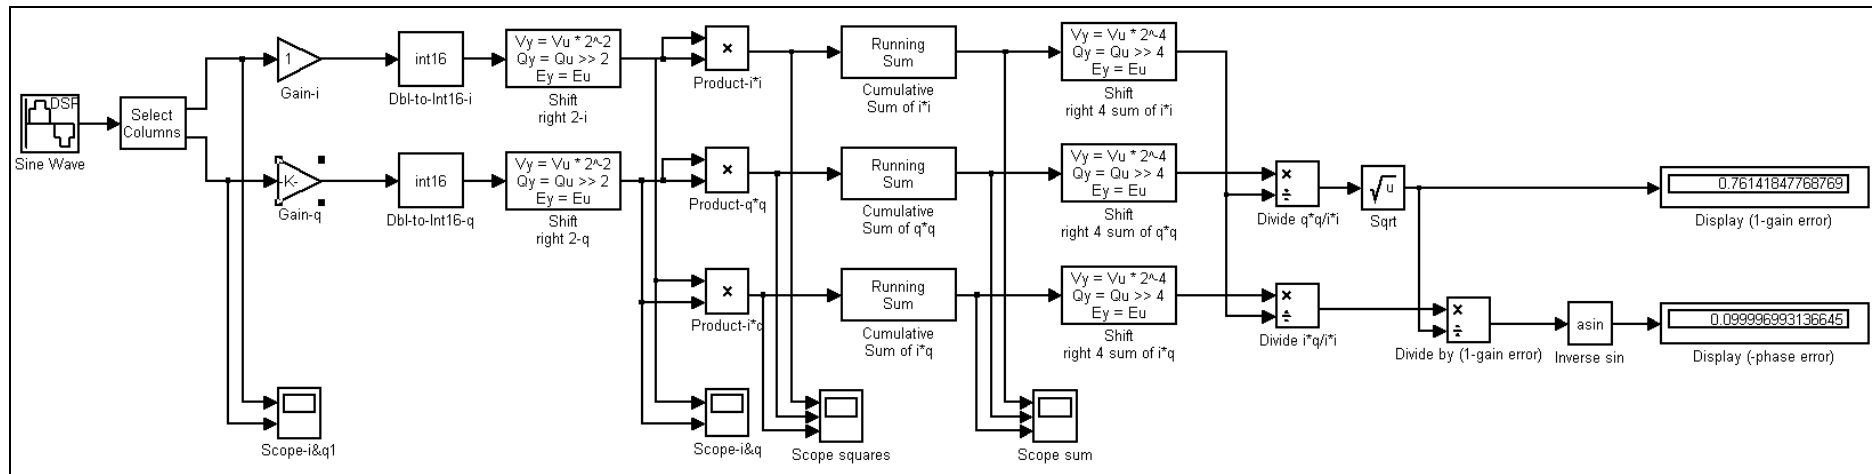 DSP
Sine Wave
Select
Columns
1
Gain-i
-K-
Gain-q
int16
Dbl-to-Int16-i
int16
Dbl-to-Int16-q
Vy = Vu * 2^-2
Qy = Qu >> 2
Ey = Eu
Shift
right 2-i
Vy = Vu * 2^-2
Qy = Qu >> 2
Ey = Eu
Shift
right 2-q
×
Product-i*i
×
Product-q*q
×
Product-i*q
Running
Sum
Cumulative
Sum of i*i
Running
Sum
Cumulative
Sum of q*q
Running
Sum
Cumulative
Sum of i*q
Vy = Vu * 2^-4
Qy = Qu >> 4
Ey = Eu
Shift
right 4 sum of i*i
Vy = Vu * 2^-4
Qy = Qu >> 4
Ey = Eu
Shift
right 4 sum of q*q
Vy = Vu * 2^-4
Qy = Qu >> 4
Ey = Eu
Shift
right 4 sum of i*q
×
÷
Divide q*q/i*i
×
÷
Divide i*q/i*i
√u
Sqrt
×
÷
Divide by (1-gain error)
asin
Inverse sin
0.76141847768769
Display (1-gain error)
0.099996993136645
Display (-phase error)
Scope-i&q1
Scope-i&q
Scope squares
Scope sum